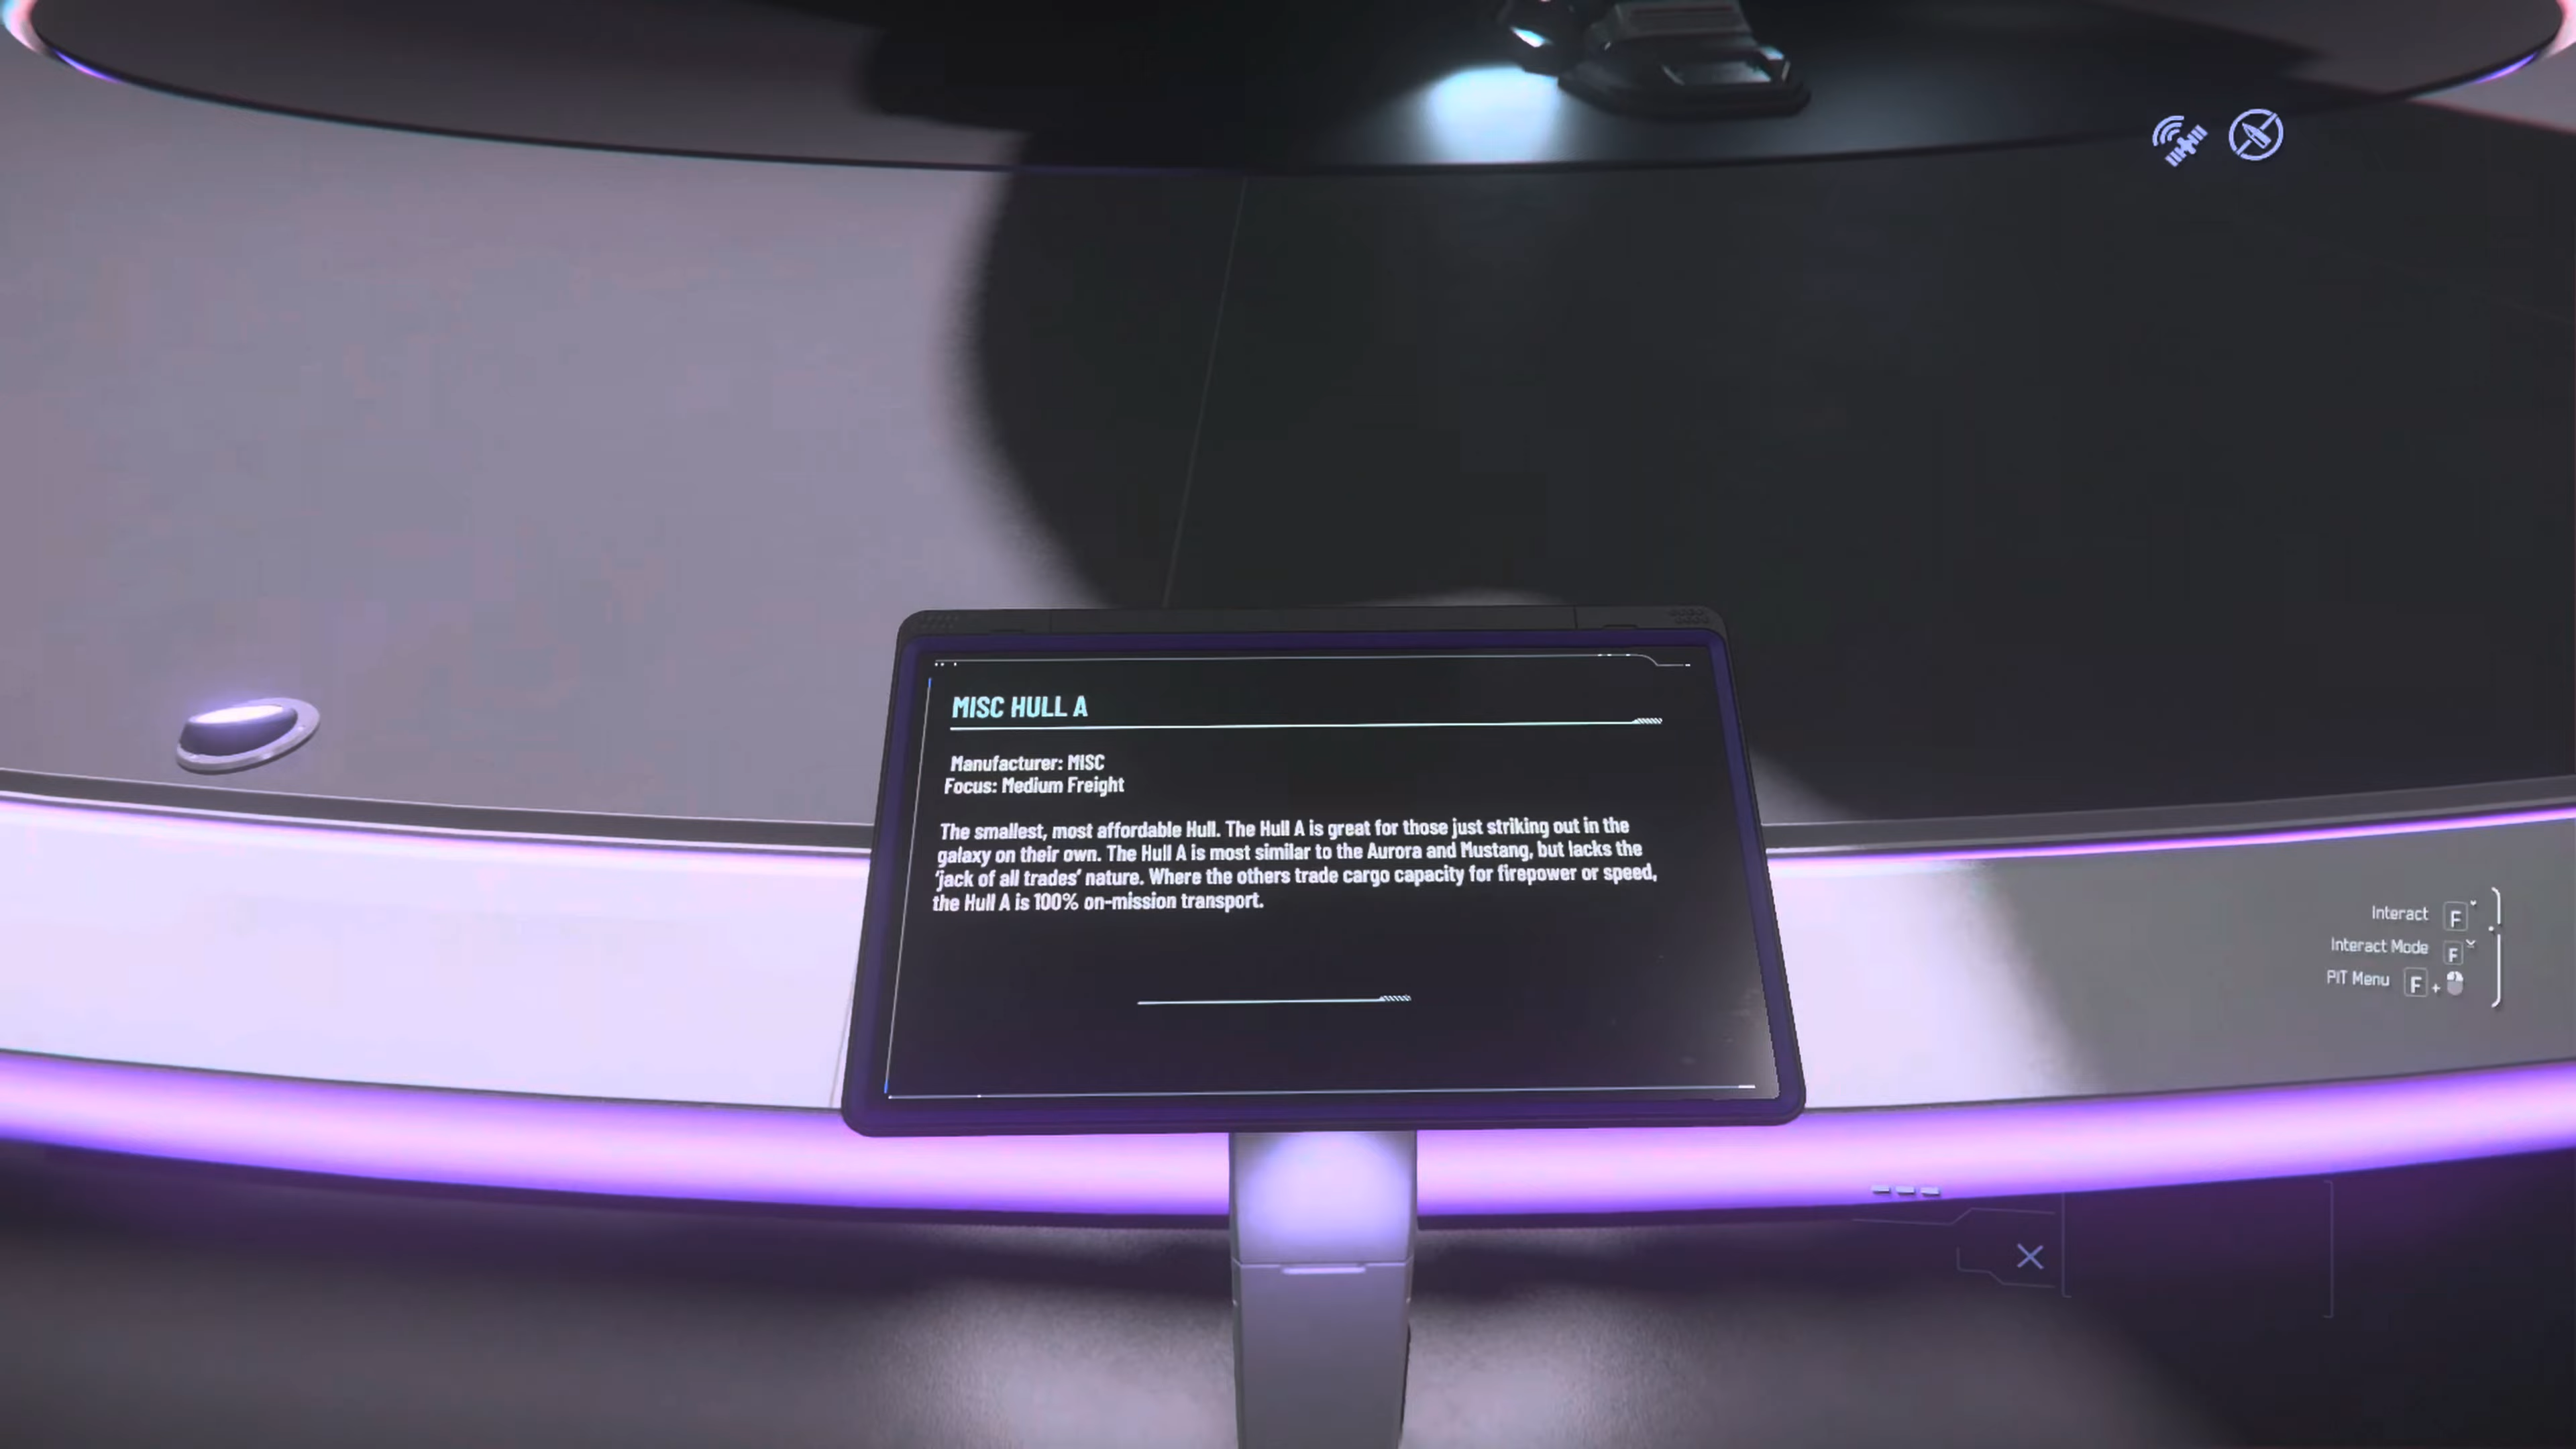 MISC HULL A
Manufacturer: MISC
Focus: Medium Freight
The smallest, most affordable Hull. The Hull A is great for those just striking out in the
galaxy on their own. The Hull A is most similar to the Aurora and Mustang, but lacks the
'jack of all trades' nature. Where the others trade cargo capacity for firepower or speed,
the Hull A is 100% on-mission transport.
Interact F
Interact Mode F
PIT Menu F +